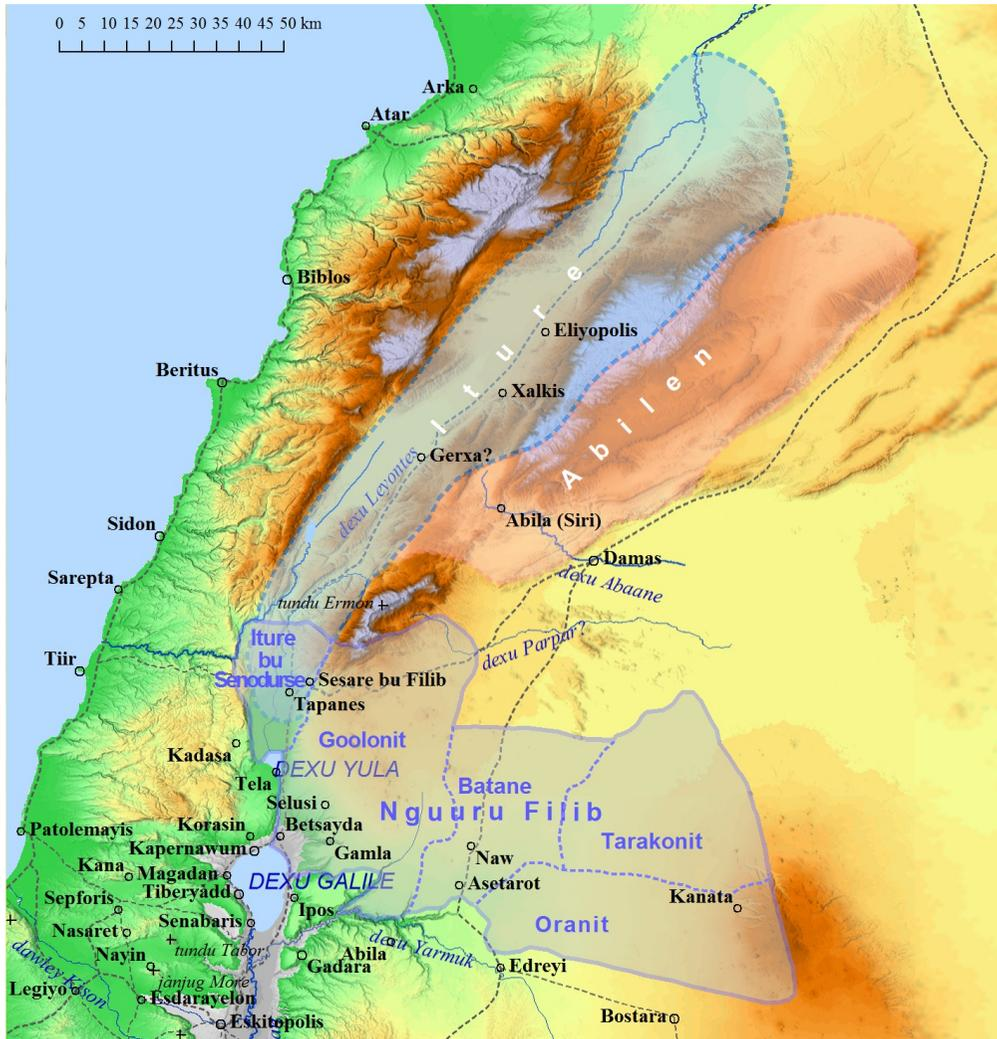 0 5 10 15 20 25 30 35 40 45 50 km
Arka
Atar
Biblos
Iture
Eliyopolis
Beritus
Xalkis
Abilen
Gerxa?
dexu Leyontes
Abila (Siri)
Sidon
Damas
dexu Abaane
Sarepta
tundu Ermon
Iture
bu
Senodurse
dexu Parpar?
Tiir
Sesare bu Filib
Tapanes
Goolonit
Kadasa
DEXU YULA
Tela
Batane
Selusi
Nguuru Filib
Korasin
Betsayda
Patolemayis
Tarakonit
Kapernawum
Gamla
Naw
Kana
Magadan
DEXU GALILE
Asetarot
Tiberyadd
Sepforis
Kanata
Ipos
Senabaris
Nasaret
Oranit
tundu Tabor
dexu Yarmuk
Abila
Nayin
Gadara
Edreyi
dawley Kison
janjug More
Legiyo
Esdarayelon
Bostara
Eskitopolis
?